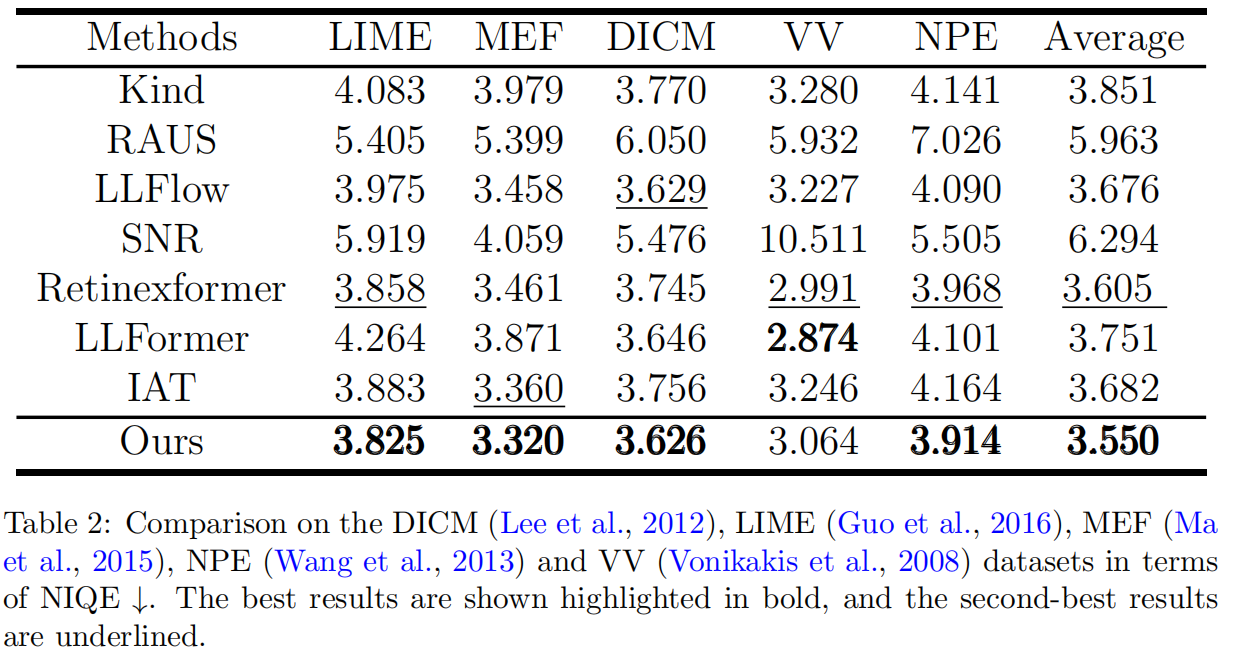 Methods LIME MEF DICM VV NPE Average
Kind 4.083 3.979 3.770 3.280 4.141 3.851
RAUS 5.405 5.399 6.050 5.932 7.026 5.963
LLFlow 3.975 3.458 3.629 3.227 4.090 3.676
SNR 5.919 4.059 5.476 10.511 5.505 6.294
Retinexformer 3.858 3.461 3.745 2.991 3.968 3.605
LLFormer 4.264 3.871 3.646 2.874 4.101 3.751
IAT 3.883 3.360 3.756 3.246 4.164 3.682
Ours 3.825 3.320 3.626 3.064 3.914 3.550
Table 2: Comparison on the DICM (Lee et al., 2012), LIME (Guo et al., 2016), MEF (Ma
et al., 2015), NPE (Wang et al., 2013) and VV (Vonikakis et al., 2008) datasets in terms
of NIQE ↓. The best results are shown highlighted in bold, and the second-best results
are underlined.